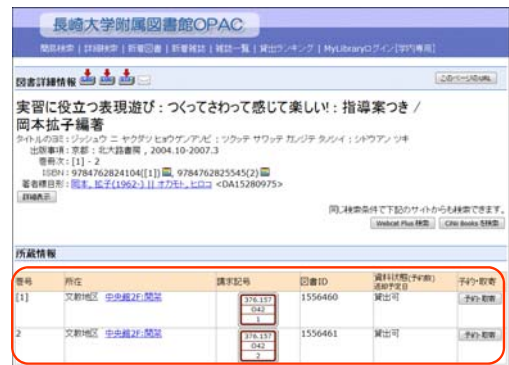 長崎大学附属図書館OPAC
簡易検索 | 詳細検索 | 新着図書 | 新着雑誌 | 雑誌一覧 | 貸出ランキング | MyLibraryログイン[学内専用]
図書詳細情報
このページのURL
実習に役立つ表現遊び : つくってさわって感じて楽しい! : 指導案つき /
岡本拡子編著
タイトルのヨミ : ジッシュウ ニ ヤクダツ ヒョウゲン アソビ : ツクッテ サワッテ カンジテ タノシイ : シドウアン ツキ
出版事項 : 京都 : 北大路書房 , 2004.10-2007.3
巻冊次 : [1] - 2
ISBN : 9784762824104([1]) , 9784762825545(2)
著者標目形 : 岡本, 拡子(1962-) || オカモト, ヒロコ <DA15280975>
詳細表示
同じ検索条件で下記のサイトからも検索できます。
Webcat Plus 検索 CiNii Books を検索
所蔵情報
巻号 所在 請求記号 図書ID 資料状態(予約数) 返却予定日 予約・取寄
[1] 文教地区 中央館2F:開架 376.157 O42 1 1556460 貸出可 予約・取寄
2 文教地区 中央館2F:開架 376.157 O42 2 1556461 貸出可 予約・取寄